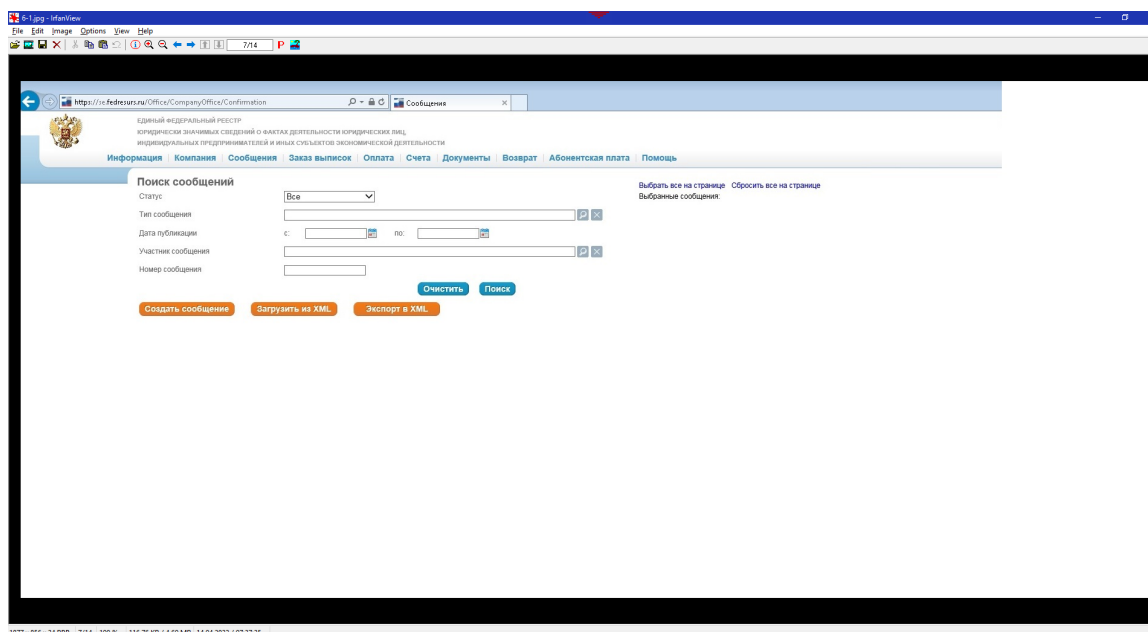 6-1.jpg - IrfanView
File Edit Image Options View Help
7/14
https://se.fedresurs.ru/Office/CompanyOffice/Confirmation
Сообщения
ЕДИНЫЙ ФЕДЕРАЛЬНЫЙ РЕЕСТР
ЮРИДИЧЕСКИ ЗНАЧИМЫХ СВЕДЕНИЙ О ФАКТАХ ДЕЯТЕЛЬНОСТИ ЮРИДИЧЕСКИХ ЛИЦ,
ИНДИВИДУАЛЬНЫХ ПРЕДПРИНИМАТЕЛЕЙ И ИНЫХ СУБЪЕКТОВ ЭКОНОМИЧЕСКОЙ ДЕЯТЕЛЬНОСТИ
Информация Компания Сообщения Заказ выписок Оплата Счета Документы Возврат Абонентская плата Помощь
Поиск сообщений
Выбрать все на странице Сбросить все на странице
Статус Все
Выбранные сообщения:
Тип сообщения
Дата публикации с: по:
Участник сообщения
Номер сообщения
Очистить Поиск
Создать сообщение Загрузить из XML Экспорт в XML